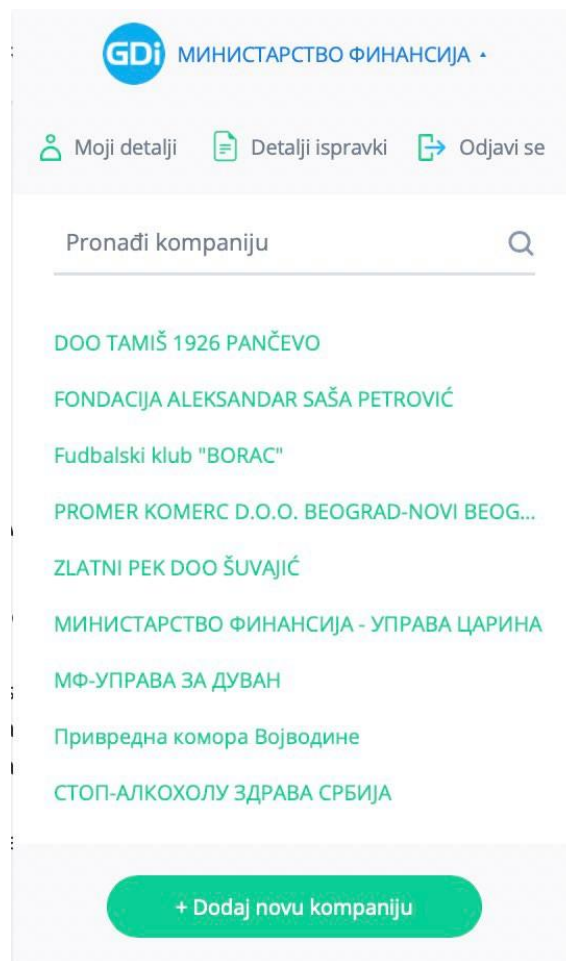 GDi МИНИСТАРСТВО ФИНАНСИЈА
Moji detalji Detalji ispravki Odjavi se
Pronađi kompaniju
DOO TAMIŠ 1926 PANČEVO
FONDACIJA ALEKSANDAR SAŠA PETROVIĆ
Fudbalski klub "BORAC"
PROMER KOMERC D.O.O. BEOGRAD-NOVI BEOG...
ZLATNI PEK DOO ŠUVAJIĆ
МИНИСТАРСТВО ФИНАНСИЈА - УПРАВА ЦАРИНА
МФ-УПРАВА ЗА ДУВАН
Привредна комора Војводине
СТОП-АЛКОХОЛУ ЗДРАВА СРБИЈА
+ Dodaj novu kompaniju